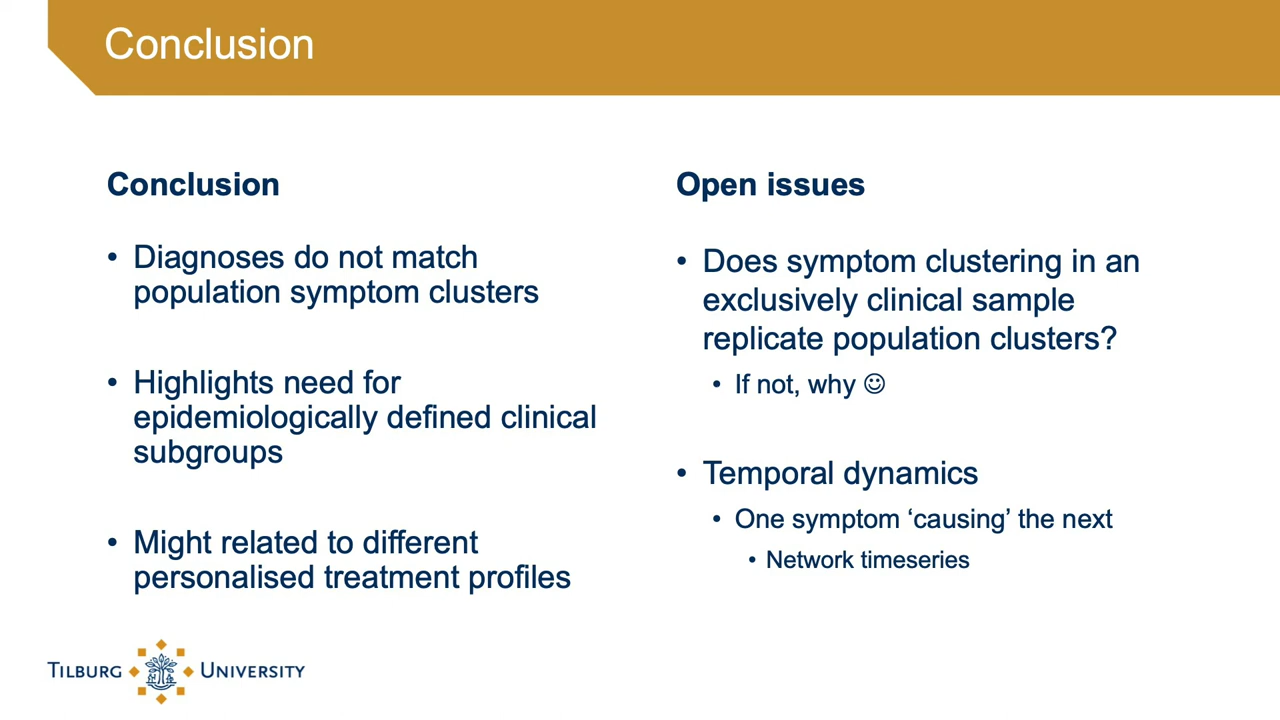 Conclusion
Conclusion
• Diagnoses do not match
population symptom clusters
• Highlights need for
epidemiologically defined clinical
subgroups
• Might related to different
personalised treatment profiles
Open issues
• Does symptom clustering in an
exclusively clinical sample
replicate population clusters?
• If not, why ☺
• Temporal dynamics
• One symptom ‘causing’ the next
• Network timeseries
TILBURG UNIVERSITY